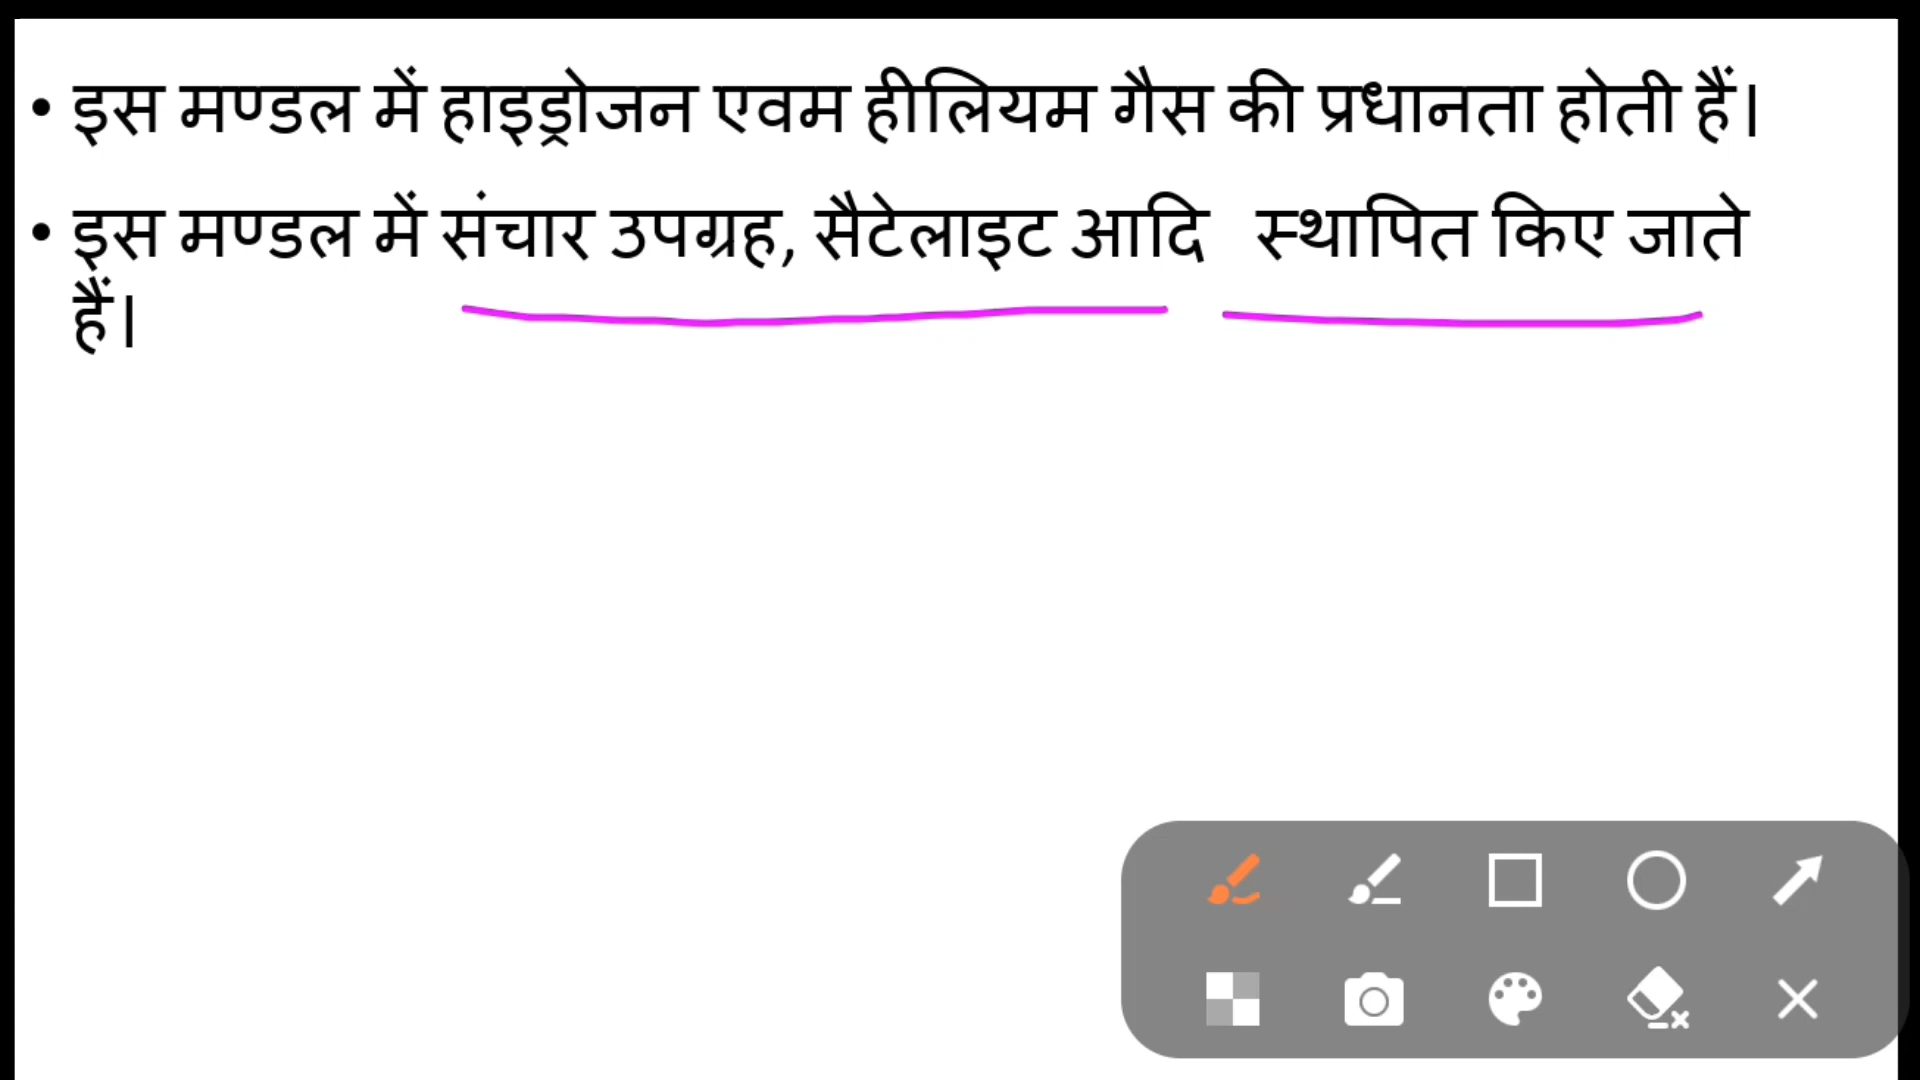 • इस मण्डल में हाइड्रोजन एवम हीलियम गैस की प्रधानता होती हैं।
• इस मण्डल में संचार उपग्रह, सैटेलाइट आदि स्थापित किए जाते
हैं।